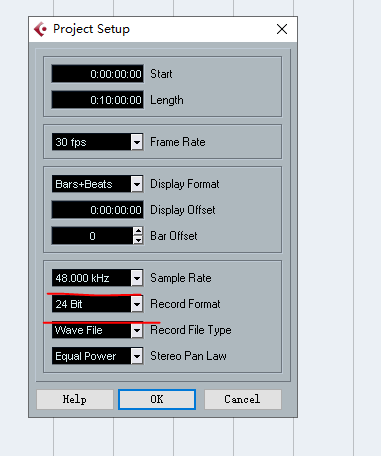 Project Setup
0:00:00:00 Start
0:10:00:00 Length
30 fps Frame Rate
Bars+Beats Display Format
0:00:00:00 Display Offset
0 Bar Offset
48.000 kHz Sample Rate
24 Bit Record Format
Wave File Record File Type
Equal Power Stereo Pan Law
Help OK Cancel